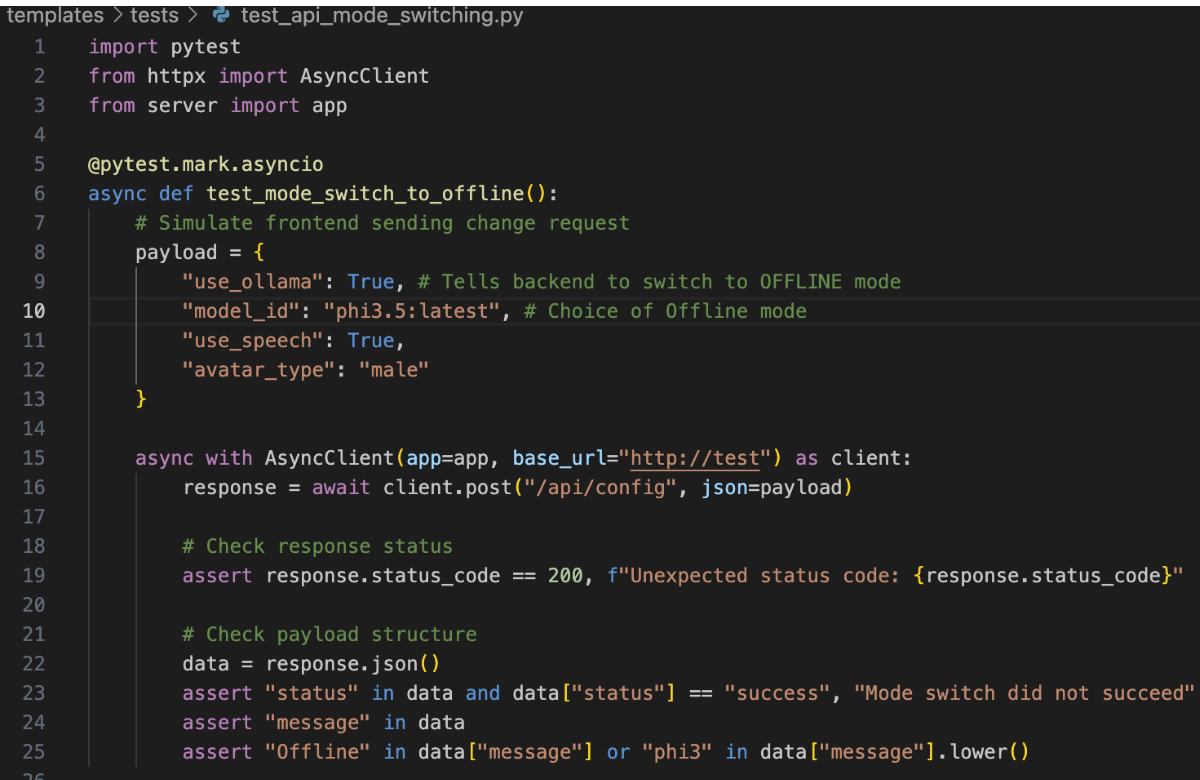 templates > tests > test_api_mode_switching.py
1 import pytest
2 from httpx import AsyncClient
3 from server import app
4
5 @pytest.mark.asyncio
6 async def test_mode_switch_to_offline():
7     # Simulate frontend sending change request
8     payload = {
9         "use_ollama": True, # Tells backend to switch to OFFLINE mode
10         "model_id": "phi3.5:latest", # Choice of Offline mode
11         "use_speech": True,
12         "avatar_type": "male"
13     }
14
15     async with AsyncClient(app=app, base_url="http://test") as client:
16         response = await client.post("/api/config", json=payload)
17
18         # Check response status
19         assert response.status_code == 200, f"Unexpected status code: {response.status_code}"
20
21         # Check payload structure
22         data = response.json()
23         assert "status" in data and data["status"] == "success", "Mode switch did not succeed"
24         assert "message" in data
25         assert "Offline" in data["message"] or "phi3" in data["message"].lower()
26